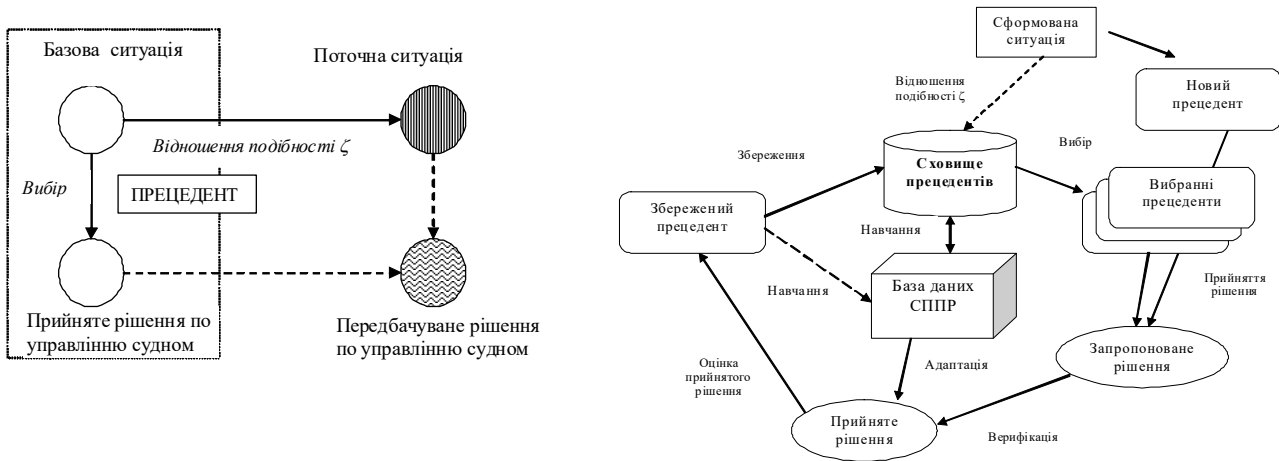 Базова ситуація
Поточна ситуація
Відношення подібності ζ
Вибір
ПРЕЦЕДЕНТ
Прийняте рішення по
управлінню судном
Передбачуване рішення
по управлінню судном
Сформована
ситуація
Відношення
подібності ζ
Новий
прецедент
Збереження
Сховище
прецедентів
Вибір
Вибранні
прецеденти
Збережений
прецедент
Навчання
Навчання
База даних
СППР
Прийняття
рішення
Оцінка
прийнятого
рішення
Адаптація
Запропоноване
рішення
Прийняте
рішення
Верифікація